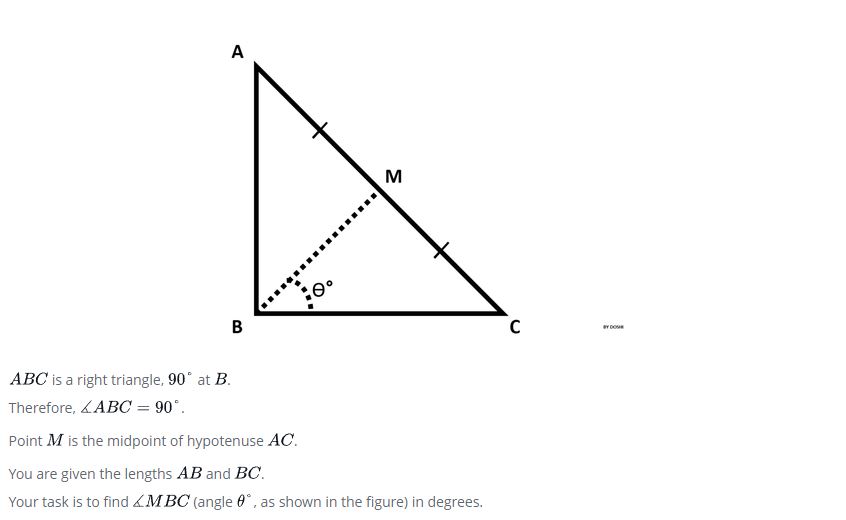 A
M
θ°
B
C
BY DOSHI
ABC is a right triangle, 90° at B.
Therefore, ∡ABC = 90°.
Point M is the midpoint of hypotenuse AC.
You are given the lengths AB and BC.
Your task is to find ∡MBC (angle θ°, as shown in the figure) in degrees.